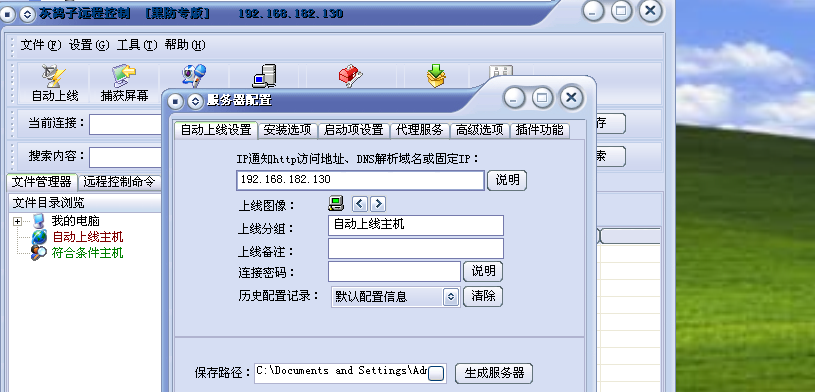 灰鸽子远程控制 [黑防专版] 192.168.182.130
文件(F) 设置(G) 工具(T) 帮助(H)
自动上线 捕获屏幕
服务器配置
当前连接：
存
搜索内容：
索
自动上线设置 安装选项 启动项设置 代理服务 高级选项 插件功能
IP通知http访问地址、DNS解析域名或固定IP：
192.168.182.130 说明
文件管理器 远程控制命令
文件目录浏览
我的电脑
自动上线主机
符合条件主机
上线图像：
上线分组： 自动上线主机
上线备注：
连接密码： 说明
历史配置记录： 默认配置信息 清除
保存路径： C:\Documents and Settings\Adm 生成服务器